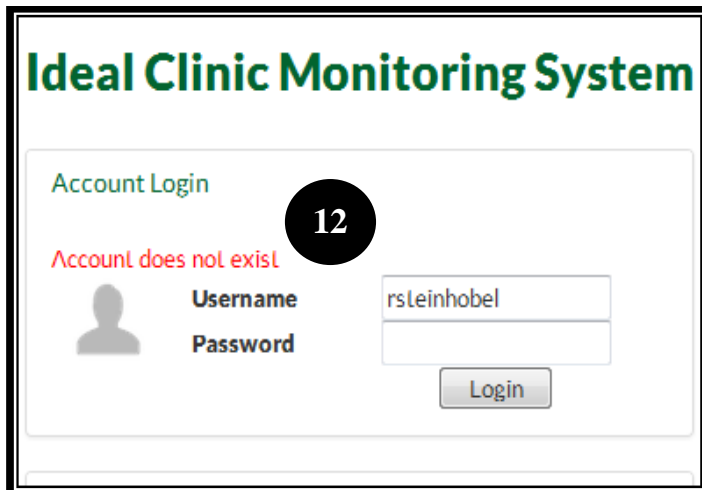 Ideal Clinic Monitoring System
Account Login
12
Account does not exist
Username rsteinhobel
Password
Login